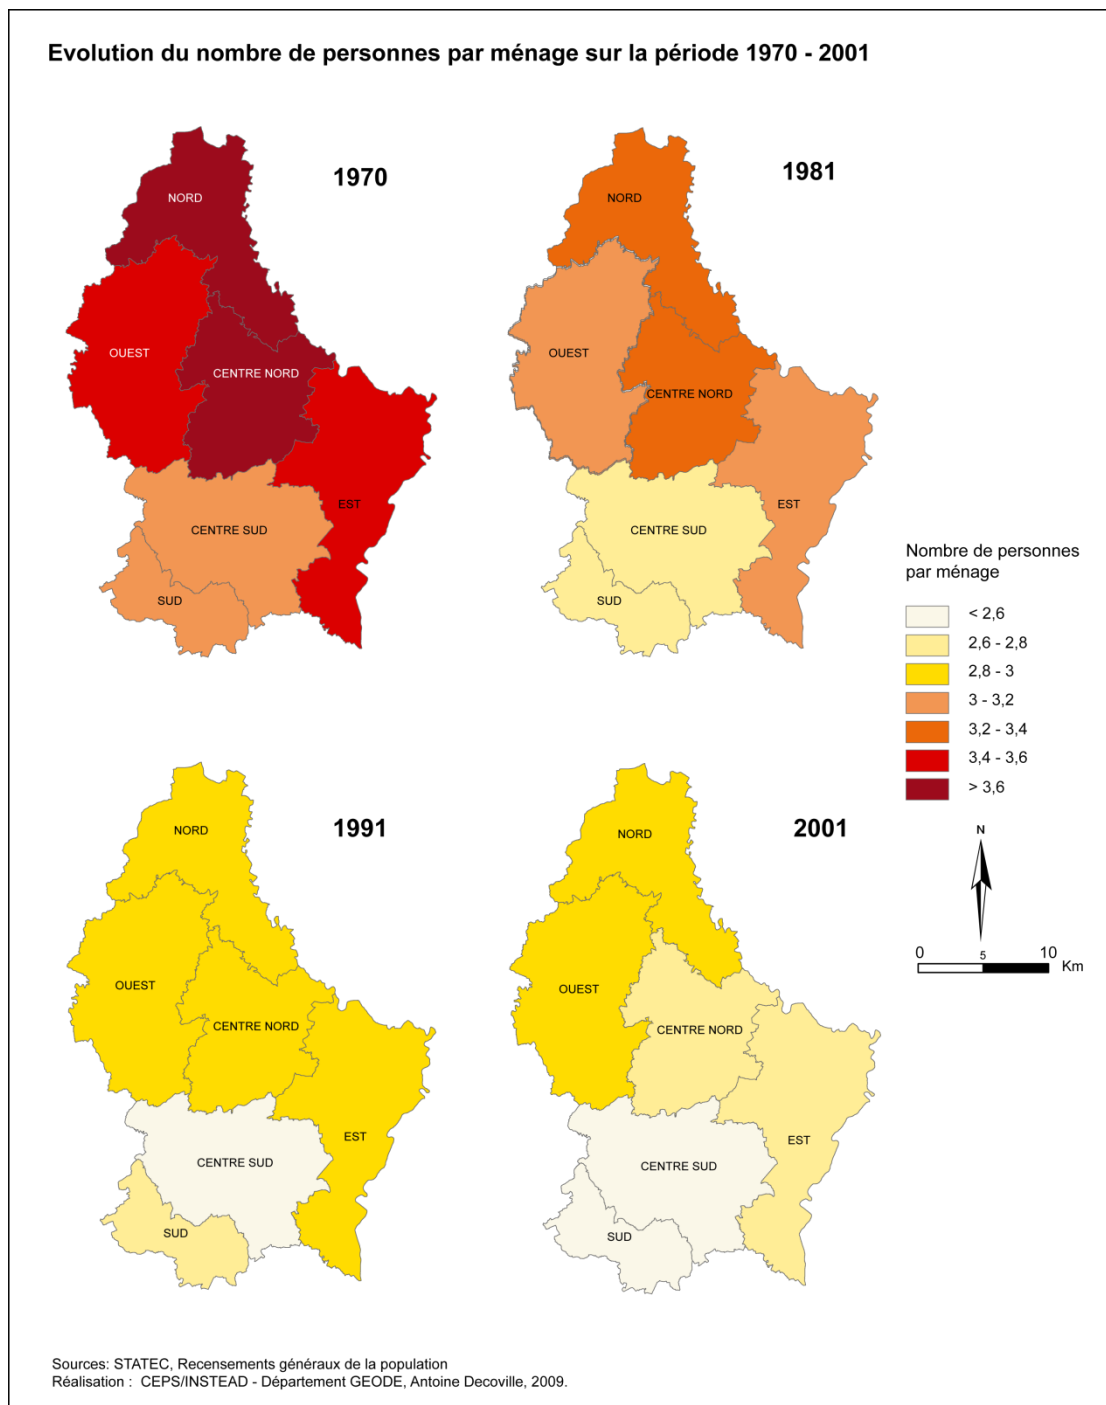 Evolution du nombre de personnes par ménage sur la période 1970 - 2001
1970
NORD
OUEST
CENTRE NORD
EST
CENTRE SUD
SUD
1981
NORD
OUEST
CENTRE NORD
EST
CENTRE SUD
SUD
Nombre de personnes
par ménage
< 2,6
2,6 - 2,8
2,8 - 3
3 - 3,2
3,2 - 3,4
3,4 - 3,6
> 3,6
N
0 5 10
Km
1991
NORD
OUEST
CENTRE NORD
EST
CENTRE SUD
SUD
2001
NORD
OUEST
CENTRE NORD
EST
CENTRE SUD
SUD
Sources: STATEC, Recensements généraux de la population
Réalisation : CEPS/INSTEAD - Département GEODE, Antoine Decoville, 2009.